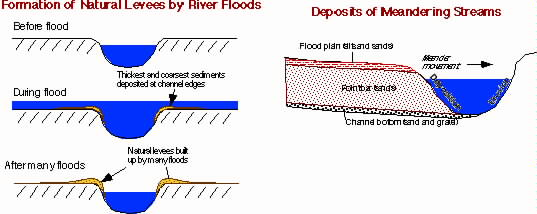 Formation of Natural Levees by River Floods
Before flood
Thickest and coarsest sediments
deposited at channel edges
During flood
Natural levees built
up by many floods
After many floods
Deposits of Meandering Streams
Flood plain (silt and sands)
Meander
movement
Point bar (sands)
Deposition
Channel bottom (sand and gravel)